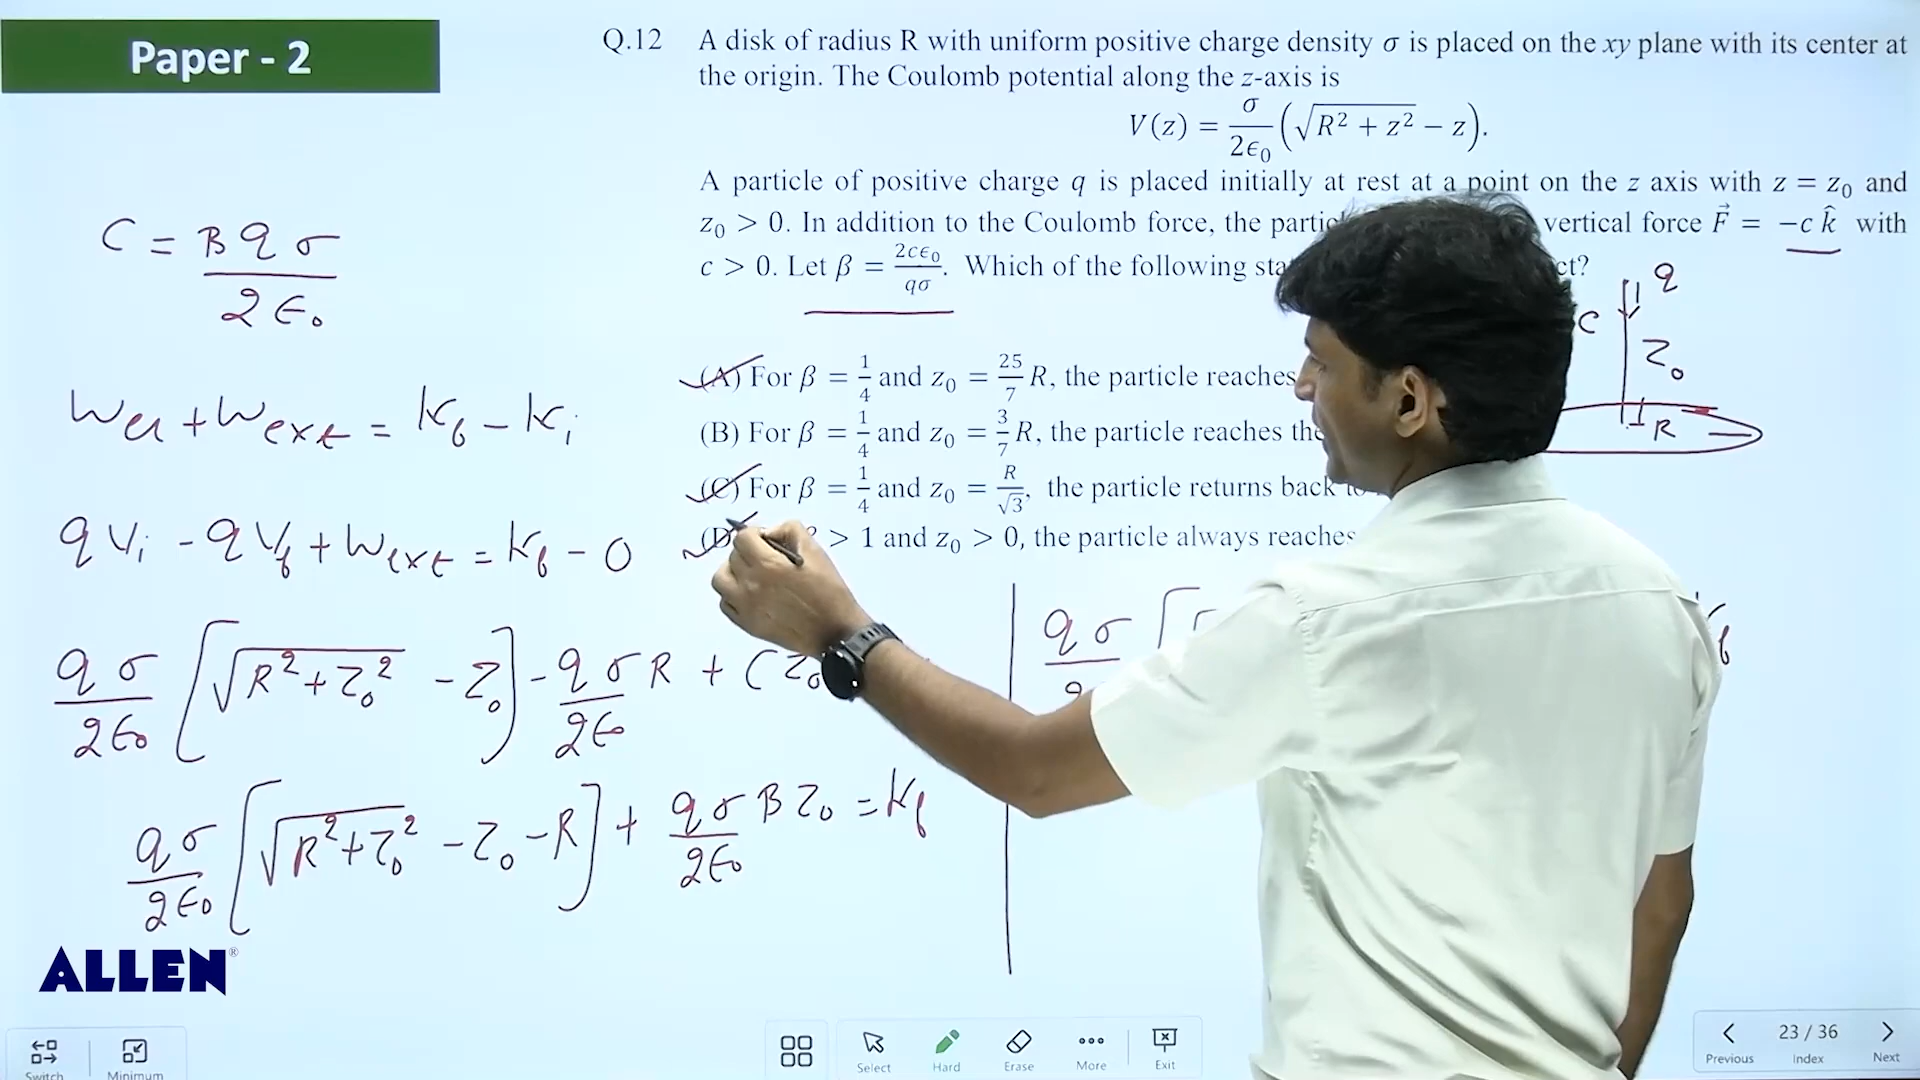 Paper - 2
Q.12 A disk of radius R with uniform positive charge density σ is placed on the xy plane with its center at
the origin. The Coulomb potential along the z-axis is
V(z) = σ/2ϵ₀ (√(R² + z²) − z).
A particle of positive charge q is placed initially at rest at a point on the z axis with z = z₀ and
z₀ > 0. In addition to the Coulomb force, the vertical force F⃗ = −c k̂ with
c > 0. Let β = 2cϵ₀/qσ. Which of the following
(A) For β = 1/4 and z₀ = 25/7 R, the particle reaches
(B) For β = 1/4 and z₀ = 3/7 R, the particle reaches
(C) For β = 1/4 and z₀ = R/√3, the particle returns back
> 1 and z₀ > 0, the particle always reaches
q
C
Z₀
R
C = Bqσ/2ϵ₀
Wel + Wext = Kf − Ki
qVi − qVf + Wext = Kf − 0
qσ/2ϵ₀ [√(R² + Z₀²) − Z₀] − qσ/2ϵ₀ R + CZ₀
qσ/2ϵ₀ [√(R² + Z₀²) − Z₀ − R] + qσ/2ϵ₀ BZ₀ = Kf
qσ
ALLEN®
Switch
Minimum
Select
Hard
Erase
More
Exit
23 / 36
Previous
Index
Next